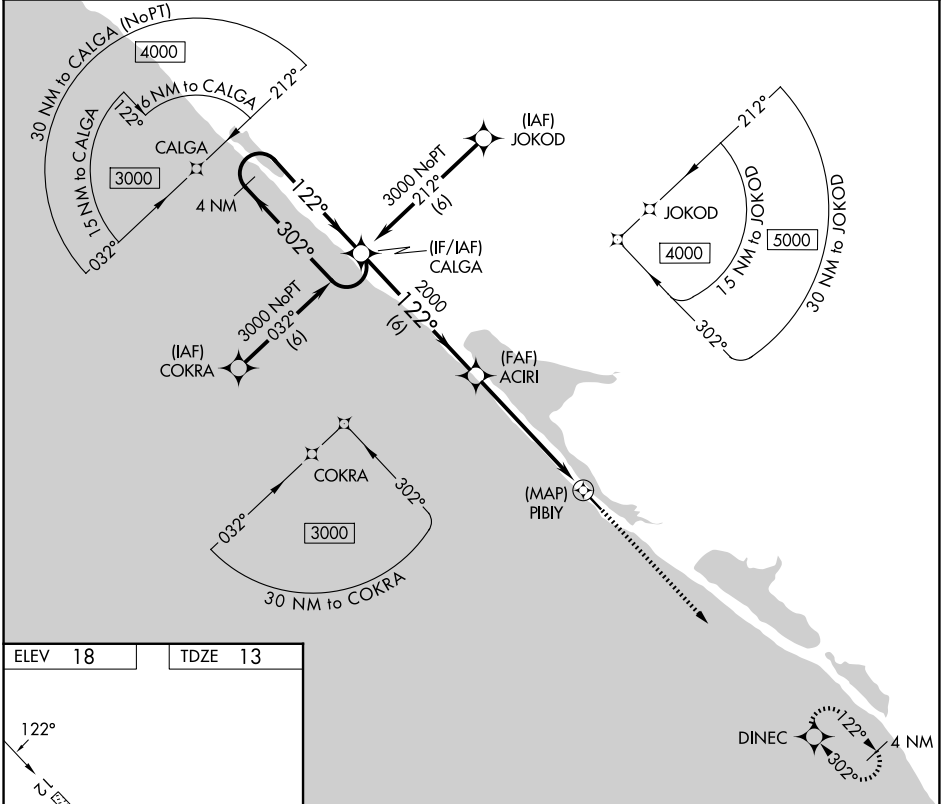 30 NM to CALGA (NoPT)
4000
212°
6 NM to CALGA
122°
15 NM to CALGA
3000
CALGA
032°
4 NM
122°
302°
(IAF)
JOKOD
3000 NoPT
212°
(6)
(IF/IAF)
CALGA
2000
122°
(6)
3000 NoPT
032°
(6)
(IAF)
COKRA
(FAF)
ACIRI
(MAP)
PIBIY
212°
JOKOD
4000
15 NM to JOKOD
5000
30 NM to JOKOD
302°
COKRA
032°
302°
3000
30 NM to COKRA
DINEC
122°
302°
4 NM
ELEV 18
TDZE 13
122°
12